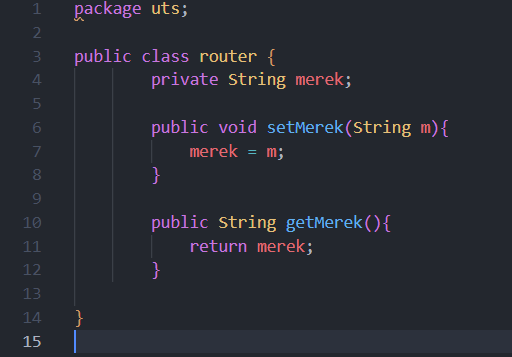 1 package uts;
2
3 public class router {
4 private String merek;
5
6 public void setMerek(String m){
7 merek = m;
8 }
9
10 public String getMerek(){
11 return merek;
12 }
13
14 }
15